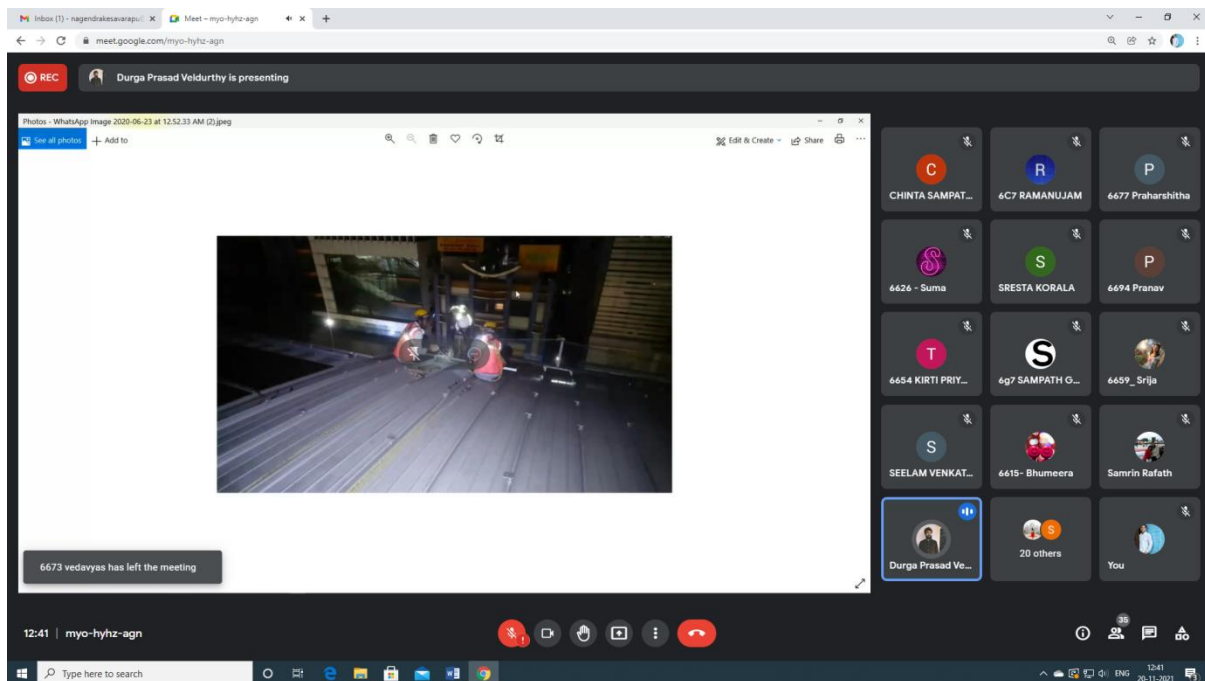 Inbox (1) - nagendrakesavarapu
Meet – myo-hyhz-agn
meet.google.com/myo-hyhz-agn
REC
Durga Prasad Veldurthy is presenting
Photos - WhatsApp Image 2020-06-23 at 12.52.33 AM (2).jpeg
See all photos
Add to
Edit & Create
Share
C
CHINTA SAMPAT...
R
6C7 RAMANUJAM
P
6677 Praharshitha
6626 - Suma
S
SRESTA KORALA
P
6694 Pranav
T
6654 KIRTI PRIY...
S
6g7 SAMPATH G...
6659_ Srija
S
SEELAM VENKAT...
6615- Bhumeera
Samrin Rafath
Durga Prasad Ve...
S
20 others
You
6673 vedavyas has left the meeting
12:41 | myo-hyhz-agn
35
Type here to search
ENG
12:41
20-11-2021